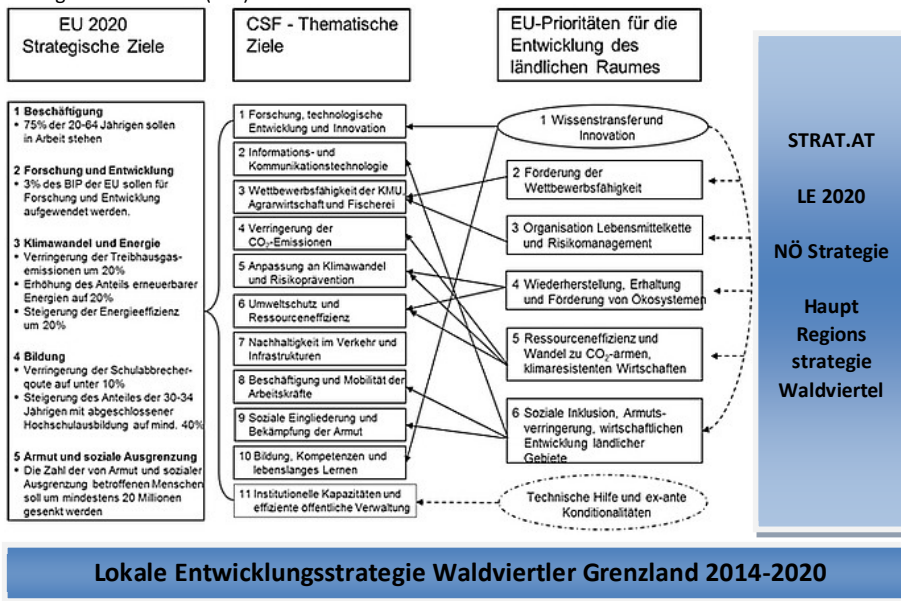 EU 2020
Strategische Ziele
CSF - Thematische
Ziele
EU-Prioritäten für die
Entwicklung des
ländlichen Raumes
1 Beschäftigung
• 75% der 20-64 Jährigen sollen
in Arbeit stehen
2 Forschung und Entwicklung
• 3% des BIP der EU sollen für
Forschung und Entwicklung
aufgewendet werden.
3 Klimawandel und Energie
• Verringerung der Treibhausgas-
emissionen um 20%
• Erhöhung des Anteils erneuerbarer
Energien auf 20%
• Steigerung der Energieeffizienz
um 20%
4 Bildung
• Verringerung der Schulabbrecher-
qoute auf unter 10%
• Steigerung des Anteiles der 30-34
Jährigen mit abgeschlossener
Hochschulausbildung auf mind. 40%
5 Armut und soziale Ausgrenzung
• Die Zahl der von Armut und sozialer
Ausgrenzung betroffenen Menschen
soll um mindestens 20 Millionen
gesenkt werden
1 Forschung, technologische
Entwicklung und Innovation
2 Informations- und
Kommunikationstechnologie
3 Wettbewerbsfähigkeit der KMU,
Agrarwirtschaft und Fischerei
4 Verringerung der
CO₂-Emissionen
5 Anpassung an Klimawandel
und Risikoprävention
6 Umweltschutz und
Ressourceneffizienz
7 Nachhaltigkeit im Verkehr und
Infrastrukturen
8 Beschäftigung und Mobilität der
Arbeitskräfte
9 Soziale Eingliederung und
Bekämpfung der Armut
10 Bildung, Kompetenzen und
lebenslanges Lernen
11 Institutionelle Kapazitäten und
effiziente öffentliche Verwaltung
1 Wissenstransfer und
Innovation
2 Förderung der
Wettbewerbsfähigkeit
3 Organisation Lebensmittelkette
und Risikomanagement
4 Wiederherstellung, Erhaltung
und Förderung von Ökosystemen
5 Ressourceneffizienz und
Wandel zu CO₂-armen,
klimaresistenten Wirtschaften
6 Soziale Inklusion, Armuts-
verringerung, wirtschaftlichen
Entwicklung ländlicher
Gebiete
Technische Hilfe und ex-ante
Konditionalitäten
STRAT.AT
LE 2020
NÖ Strategie
Haupt
Regions
strategie
Waldviertel
Lokale Entwicklungsstrategie Waldviertler Grenzland 2014-2020